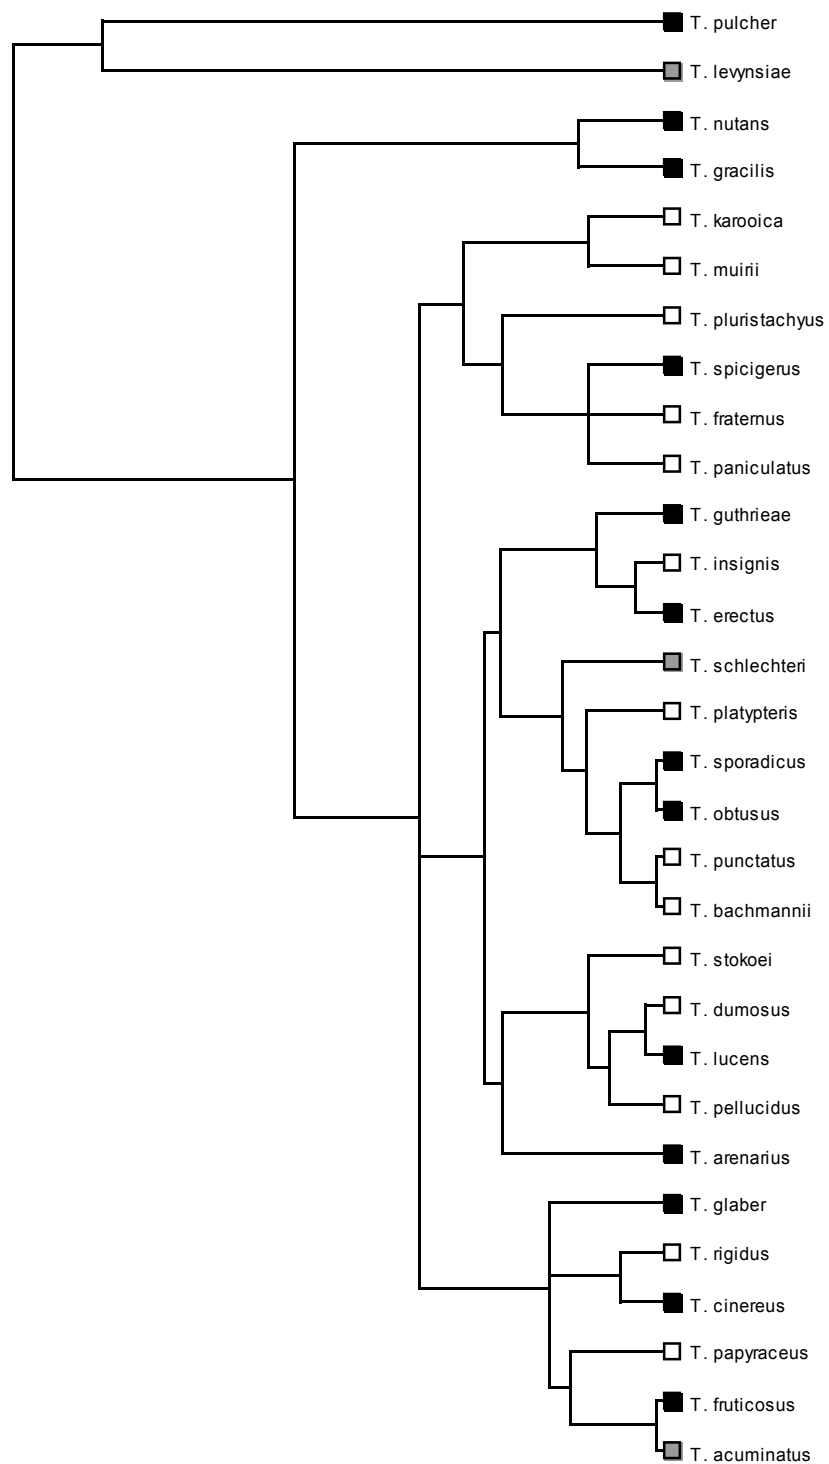 T. pulcher
T. levynsiae
T. nutans
T. gracilis
T. karooica
T. muirii
T. pluristachyus
T. spicigerus
T. fraternus
T. paniculatus
T. guthrieae
T. insignis
T. erectus
T. schlechteri
T. platypteris
T. sporadicus
T. obtusus
T. punctatus
T. bachmannii
T. stokoei
T. dumosus
T. lucens
T. pellucidus
T. arenarius
T. glaber
T. rigidus
T. cinereus
T. papyraceus
T. fruticosus
T. acuminatus